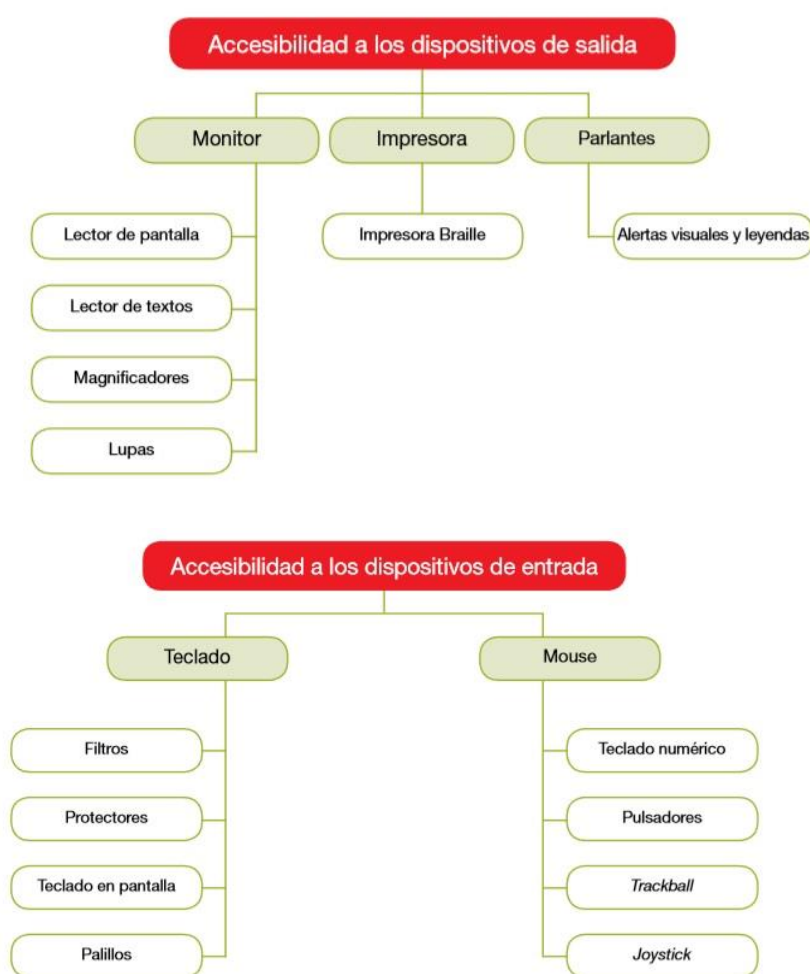 Accesibilidad a los dispositivos de salida
Monitor
Impresora
Parlantes
Lector de pantalla
Impresora Braille
Alertas visuales y leyendas
Lector de textos
Magnificadores
Lupas
Accesibilidad a los dispositivos de entrada
Teclado
Mouse
Filtros
Teclado numérico
Protectores
Pulsadores
Teclado en pantalla
Trackball
Palillos
Joystick